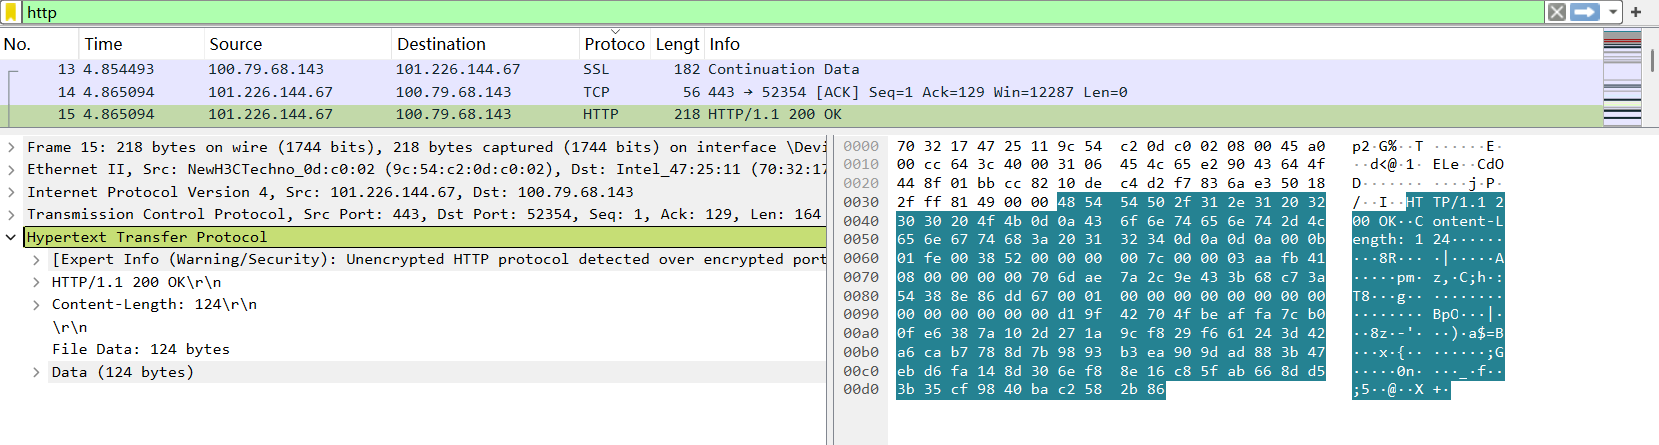 http
No. Time Source Destination Protoco Lengt Info
13 4.854493 100.79.68.143 101.226.144.67 SSL 182 Continuation Data
14 4.865094 101.226.144.67 100.79.68.143 TCP 56 443 → 52354 [ACK] Seq=1 Ack=129 Win=12287 Len=0
15 4.865094 101.226.144.67 100.79.68.143 HTTP 218 HTTP/1.1 200 OK
Frame 15: 218 bytes on wire (1744 bits), 218 bytes captured (1744 bits) on interface \Devi
Ethernet II, Src: NewH3CTechno_0d:c0:02 (9c:54:c2:0d:c0:02), Dst: Intel_47:25:11 (70:32:17
Internet Protocol Version 4, Src: 101.226.144.67, Dst: 100.79.68.143
Transmission Control Protocol, Src Port: 443, Dst Port: 52354, Seq: 1, Ack: 129, Len: 164
Hypertext Transfer Protocol
[Expert Info (Warning/Security): Unencrypted HTTP protocol detected over encrypted port
HTTP/1.1 200 OK\r\n
Content-Length: 124\r\n
\r\n
File Data: 124 bytes
Data (124 bytes)
0000 70 32 17 47 25 11 9c 54 c2 0d c0 02 08 00 45 a0 p2·G%··T ······E·
0010 00 cc 64 3c 40 00 31 06 45 4c 65 e2 90 43 64 4f ··d<@·1· ELe··CdO
0020 44 8f 01 bb cc 82 10 de c4 d2 f7 83 6a e3 50 18 D······· ····j·P·
0030 2f ff 81 49 00 00 48 54 54 50 2f 31 2e 31 20 32 /··I··HT TP/1.1 2
0040 30 30 20 4f 4b 0d 0a 43 6f 6e 74 65 6e 74 2d 4c 00 OK··C ontent-L
0050 65 6e 67 74 68 3a 20 31 32 34 0d 0a 0d 0a 00 0b ength: 1 24······
0060 01 fe 00 38 52 00 00 00 00 00 7c 00 00 03 aa fb 41 ···8R··· ··|·····A
0070 08 00 00 00 00 00 70 6d ae 7a 2c 9e 43 3b 68 c7 3a ·····pm· z,·C;h·:
0080 54 38 8e 86 dd 67 00 01 00 00 00 00 00 00 00 00 T8···g·· ········
0090 00 00 00 00 00 00 d1 9f 42 70 4f be af fa 7c b0 ········ BpO···|·
00a0 0f e6 38 7a 10 2d 27 1a 9c cf f8 29 f6 61 24 3d 42 ··8z·-'· ···)·a$=B
00b0 a6 ca b7 78 8d 7b 98 93 b3 ea 90 9d ad 88 3b 47 ···x·{·· ······;G
00c0 eb d6 fa 14 8d 30 6e f8 8e 16 c8 5f ab 66 8d d5 ·····0n· ···_·f··
00d0 3b 35 cf 98 40 ba c2 58 2b 86 ;5··@··X +·